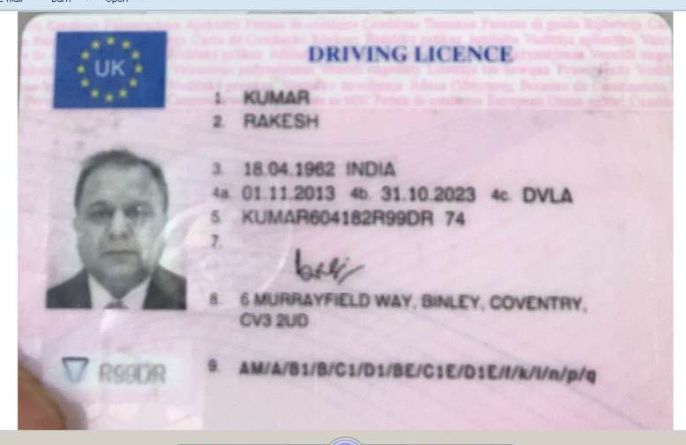 UK
DRIVING LICENCE
1. KUMAR
2. RAKESH
3. 18.04.1962 INDIA
4a. 01.11.2013 4b. 31.10.2023 4c. DVLA
5. KUMAR604182R99DR 74
7.
8. 6 MURRAYFIELD WAY, BINLEY, COVENTRY,
CV3 2UD
R99DR
9. AM/A/B1/B/C1/D1/BE/C1E/D1E/f/k/l/n/p/q